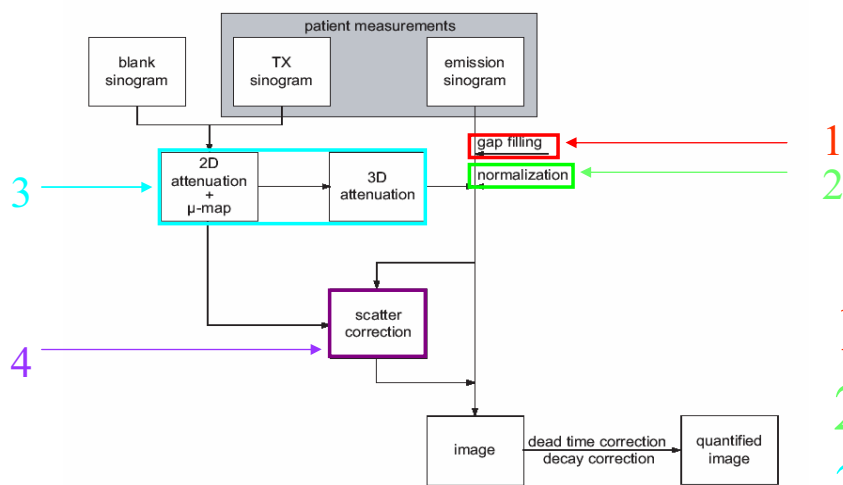 patient measurements
blank
sinogram
TX
sinogram
emission
sinogram
gap filling
1
normalization
2
3
2D
attenuation
+
μ-map
3D
attenuation
scatter
correction
4
2
image
dead time correction
decay correction
quantified
image